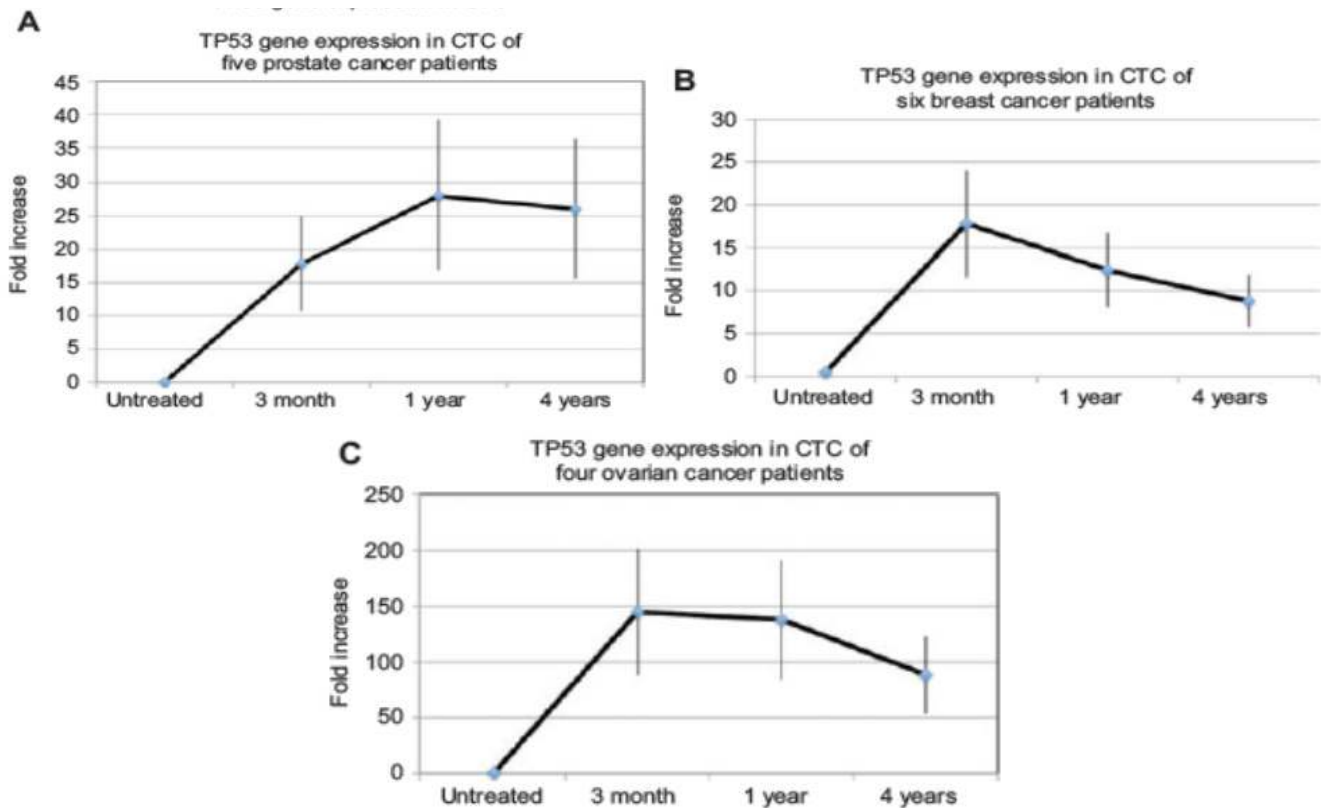 A
TP53 gene expression in CTC of
five prostate cancer patients
Fold increase
45
40
35
30
25
20
15
10
5
0
Untreated
3 month
1 year
4 years
B
TP53 gene expression in CTC of
six breast cancer patients
Fold increase
30
25
20
15
10
5
0
Untreated
3 month
1 year
4 years
C
TP53 gene expression in CTC of
four ovarian cancer patients
Fold increase
250
200
150
100
50
0
Untreated
3 month
1 year
4 years